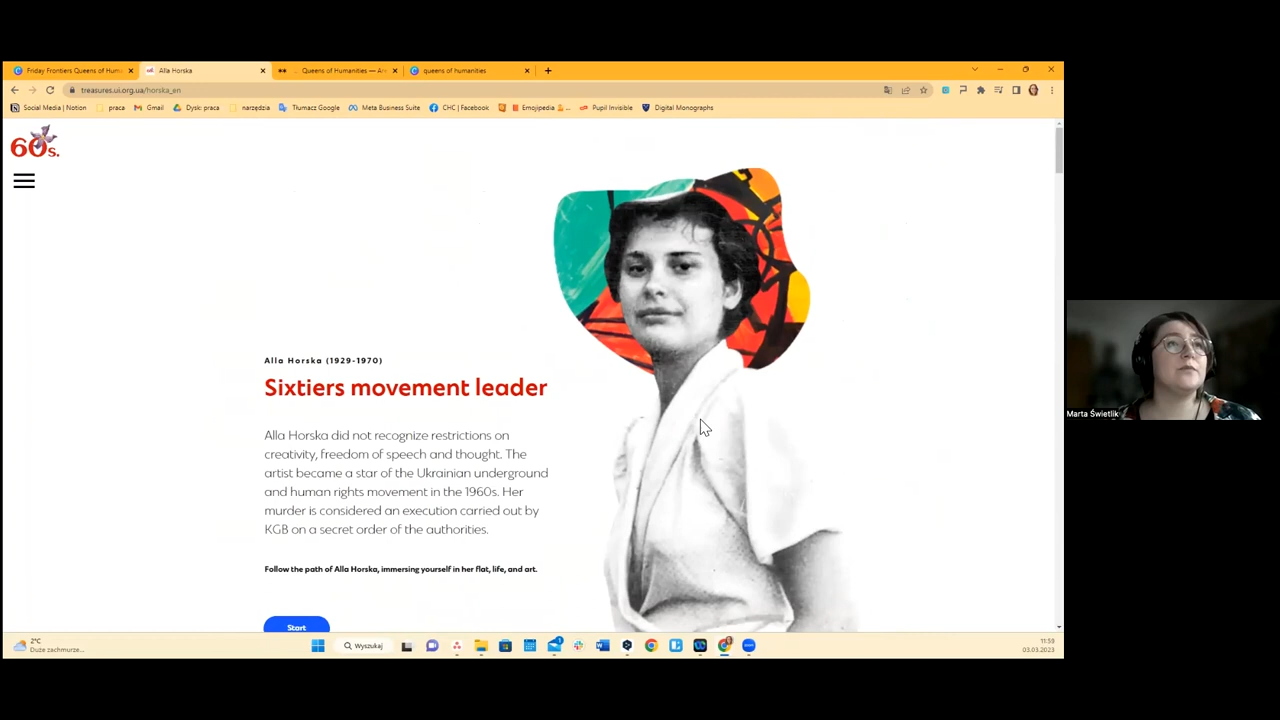 Friday Frontiers Queens of Hum
Alla Horska
Queens of Humanities — Ar
queens of humanities
treasures.ui.org.ua/horska_en
Social Media | Notion
praca
Gmail
Dysk: praca
narzędzia
Tłumacz Google
Meta Business Suite
CHC | Facebook
Emojipedia
Pupil Invisible
Digital Monographs
60s.
Alla Horska (1929-1970)
Sixtiers movement leader
Alla Horska did not recognize restrictions on
creativity, freedom of speech and thought. The
artist became a star of the Ukrainian underground
and human rights movement in the 1960s. Her
murder is considered an execution carried out by
KGB on a secret order of the authorities.
Follow the path of Alla Horska, immersing yourself in her flat, life, and art.
Start
Marta Świetlik
2°C
Duże zachmurze...
Wyszukaj
11:59
03.03.2023